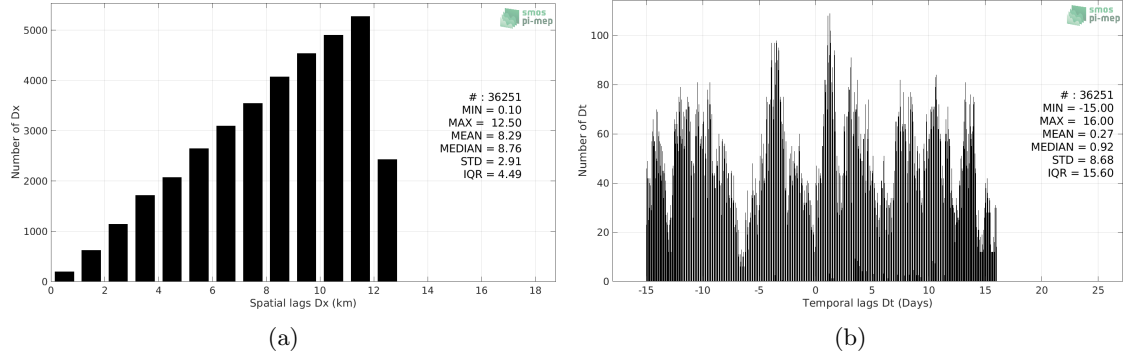 smos
pi-mep
5000
4000
3000
2000
1000
0
Number of Dx
# : 36251
MIN = 0.10
MAX = 12.50
MEAN = 8.29
MEDIAN = 8.76
STD = 2.91
IQR = 4.49
0 2 4 6 8 10 12 14 16 18
Spatial lags Dx (km)
(a)
smos
pi-mep
100
80
60
40
20
0
Number of Dt
# : 36251
MIN = -15.00
MAX = 16.00
MEAN = 0.27
MEDIAN = 0.92
STD = 8.68
IQR = 15.60
-15 -10 -5 0 5 10 15 20 25
Temporal lags Dt (Days)
(b)